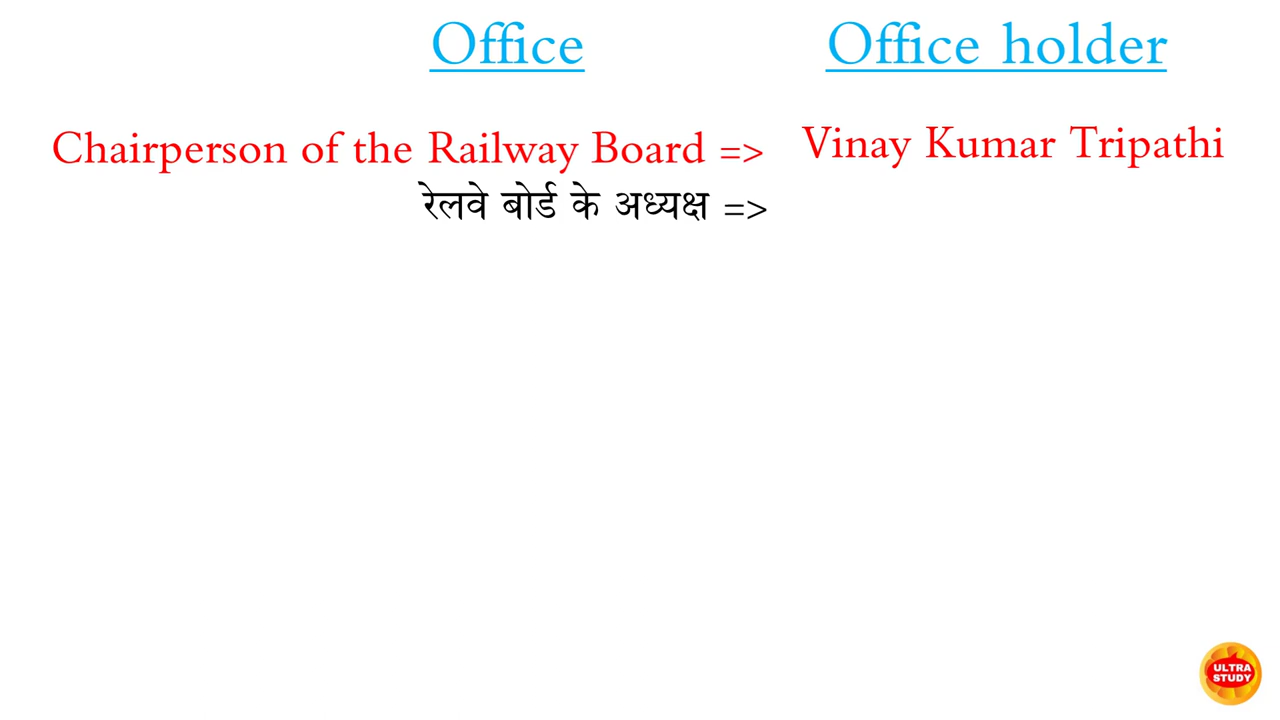 Office Office holder
Chairperson of the Railway Board => Vinay Kumar Tripathi
रेलवे बोर्ड के अध्यक्ष =>
ULTRA
STUDY